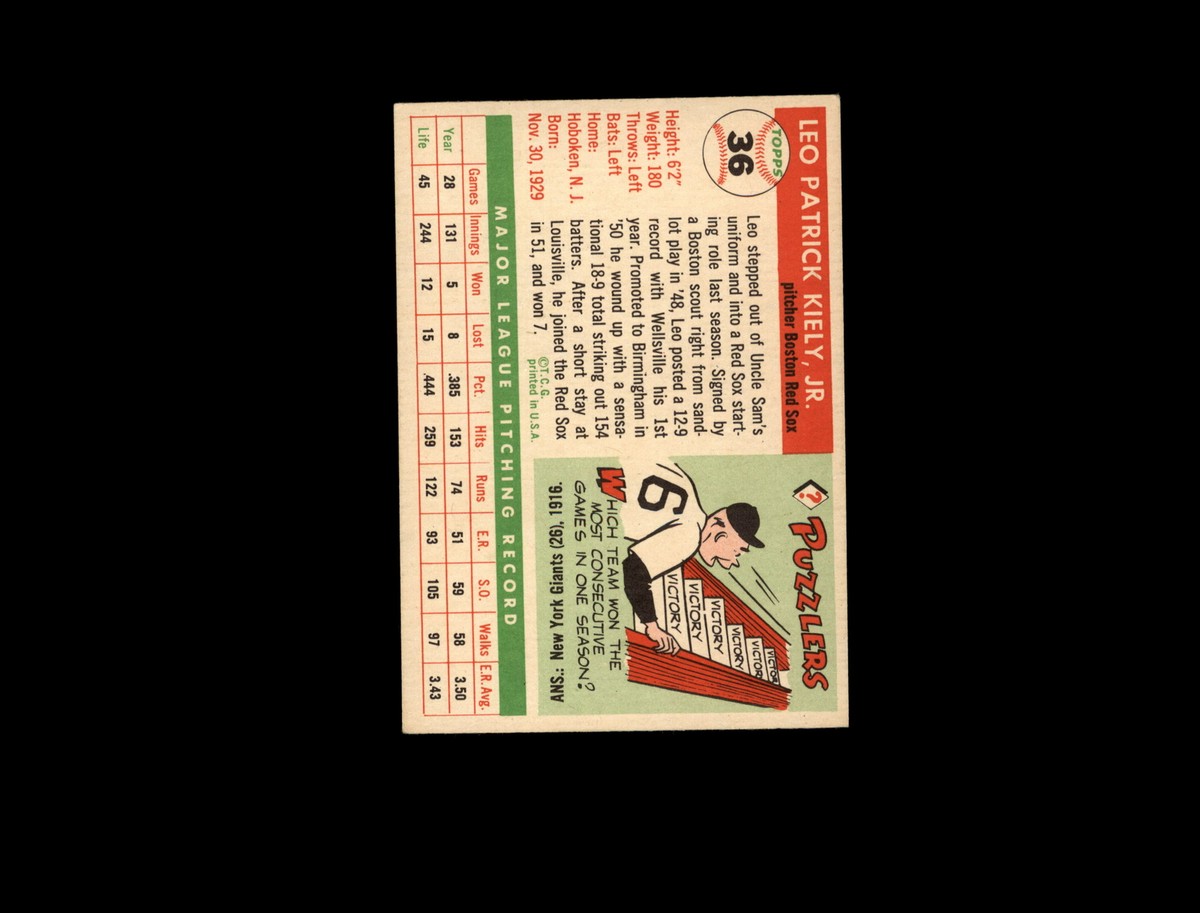 TOPPS
36
LEO PATRICK KIELY, JR.
pitcher Boston Red Sox
Height: 6'2"
Weight: 180
Throws: Left
Bats: Left
Home:
Hoboken, N. J.
Born:
Nov. 30, 1929
Leo stepped out of Uncle Sam's
uniform and into a Red Sox start-
ing role last season. Signed by
a Boston scout right from sand-
lot play in '48, Leo posted a 12-9
record with Wellsville his 1st
year. Promoted to Birmingham in
'50 he wound up with a sensa-
tional 18-9 total striking out 154
batters. After a short stay at
Louisville, he joined the Red Sox
in 51, and won 7.
©T.C.G.
printed in U.S.A.
? PUZZLERS
6
VICTORY
VICTORY
VICTORY
VICTORY
VICTORY
VICTOR
WHICH TEAM WON THE
MOST CONSECUTIVE
GAMES IN ONE SEASON?
ANS.: New York Giants (26), 1916.
MAJOR LEAGUE PITCHING RECORD
Games Innings Won Lost Pct. Hits Runs E.R. S.O. Walks E.R.Avg.
Year 28 131 5 8 .385 153 74 51 59 58 3.50
Life 45 244 12 15 .444 259 122 93 105 97 3.43